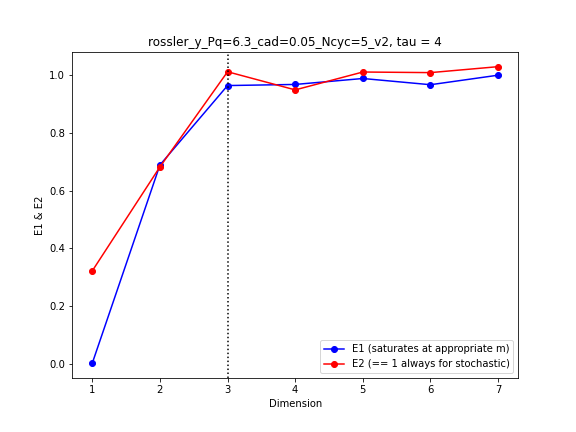 rossler_y_Pq=6.3_cad=0.05_Ncyc=5_v2, tau = 4
1.0
0.8
0.6
0.4
0.2
0.0
E1 & E2
E1 (saturates at appropriate m)
E2 (== 1 always for stochastic)
1 2 3 4 5 6 7
Dimension